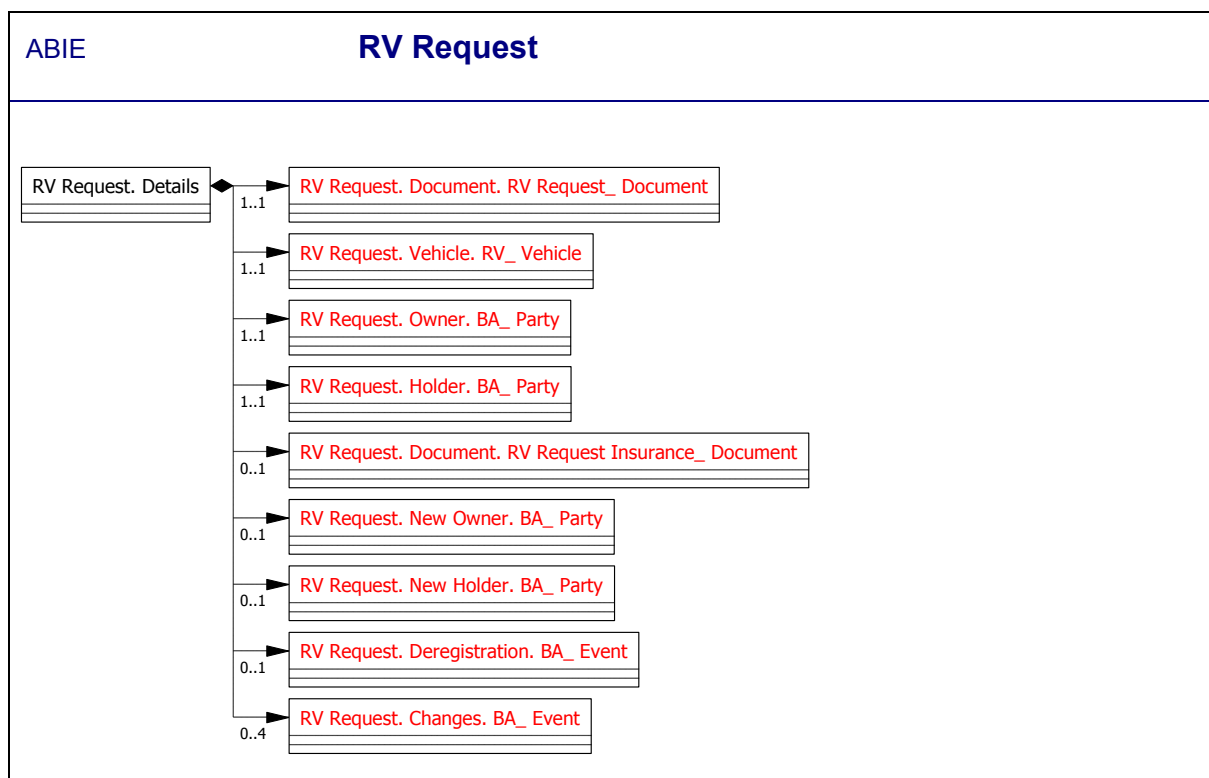 ABIE
RV Request
RV Request. Details
RV Request. Document. RV Request_ Document
1..1
RV Request. Vehicle. RV_ Vehicle
1..1
RV Request. Owner. BA_ Party
1..1
RV Request. Holder. BA_ Party
1..1
RV Request. Document. RV Request Insurance_ Document
0..1
RV Request. New Owner. BA_ Party
0..1
RV Request. New Holder. BA_ Party
0..1
RV Request. Deregistration. BA_ Event
0..1
RV Request. Changes. BA_ Event
0..4